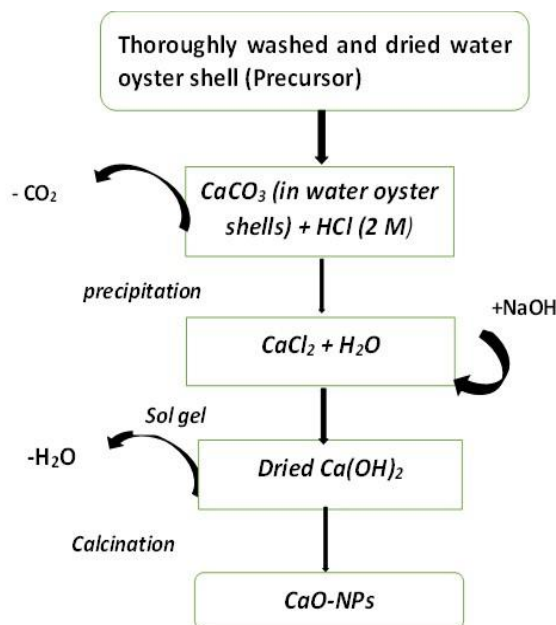 Thoroughly washed and dried water
oyster shell (Precursor)
- CO₂
CaCO₃ (in water oyster
shells) + HCl (2 M)
precipitation
+NaOH
CaCl₂ + H₂O
Sol gel
-H₂O
Dried Ca(OH)₂
Calcination
CaO-NPs